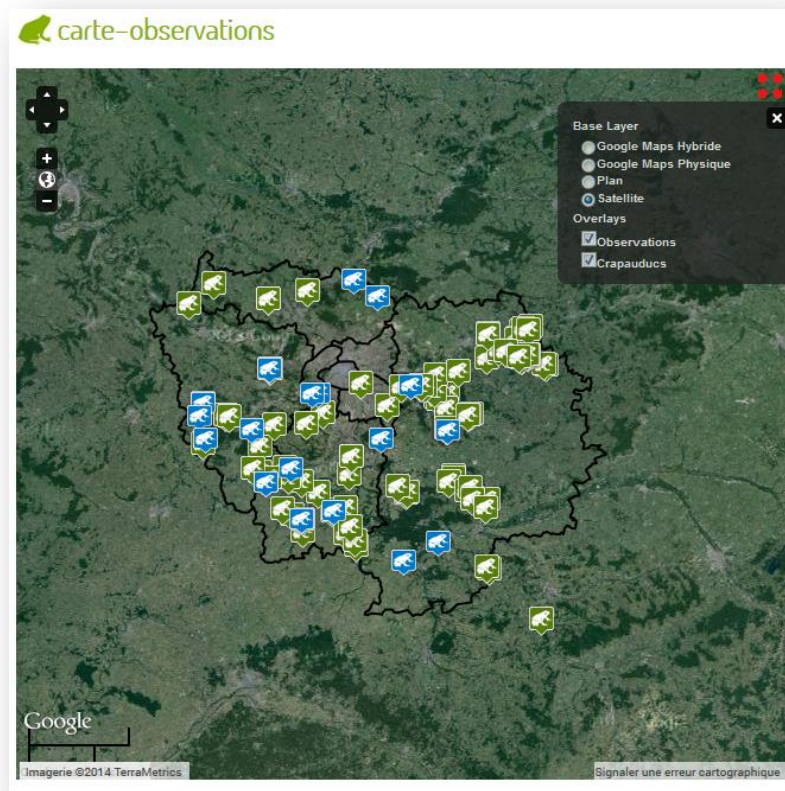 carte-observations
Base Layer
Google Maps Hybride
Google Maps Physique
Plan
Satellite
Overlays
Observations
Crapauducs
Google
Imagerie ©2014 TerraMetrics
Signaler une erreur cartographique